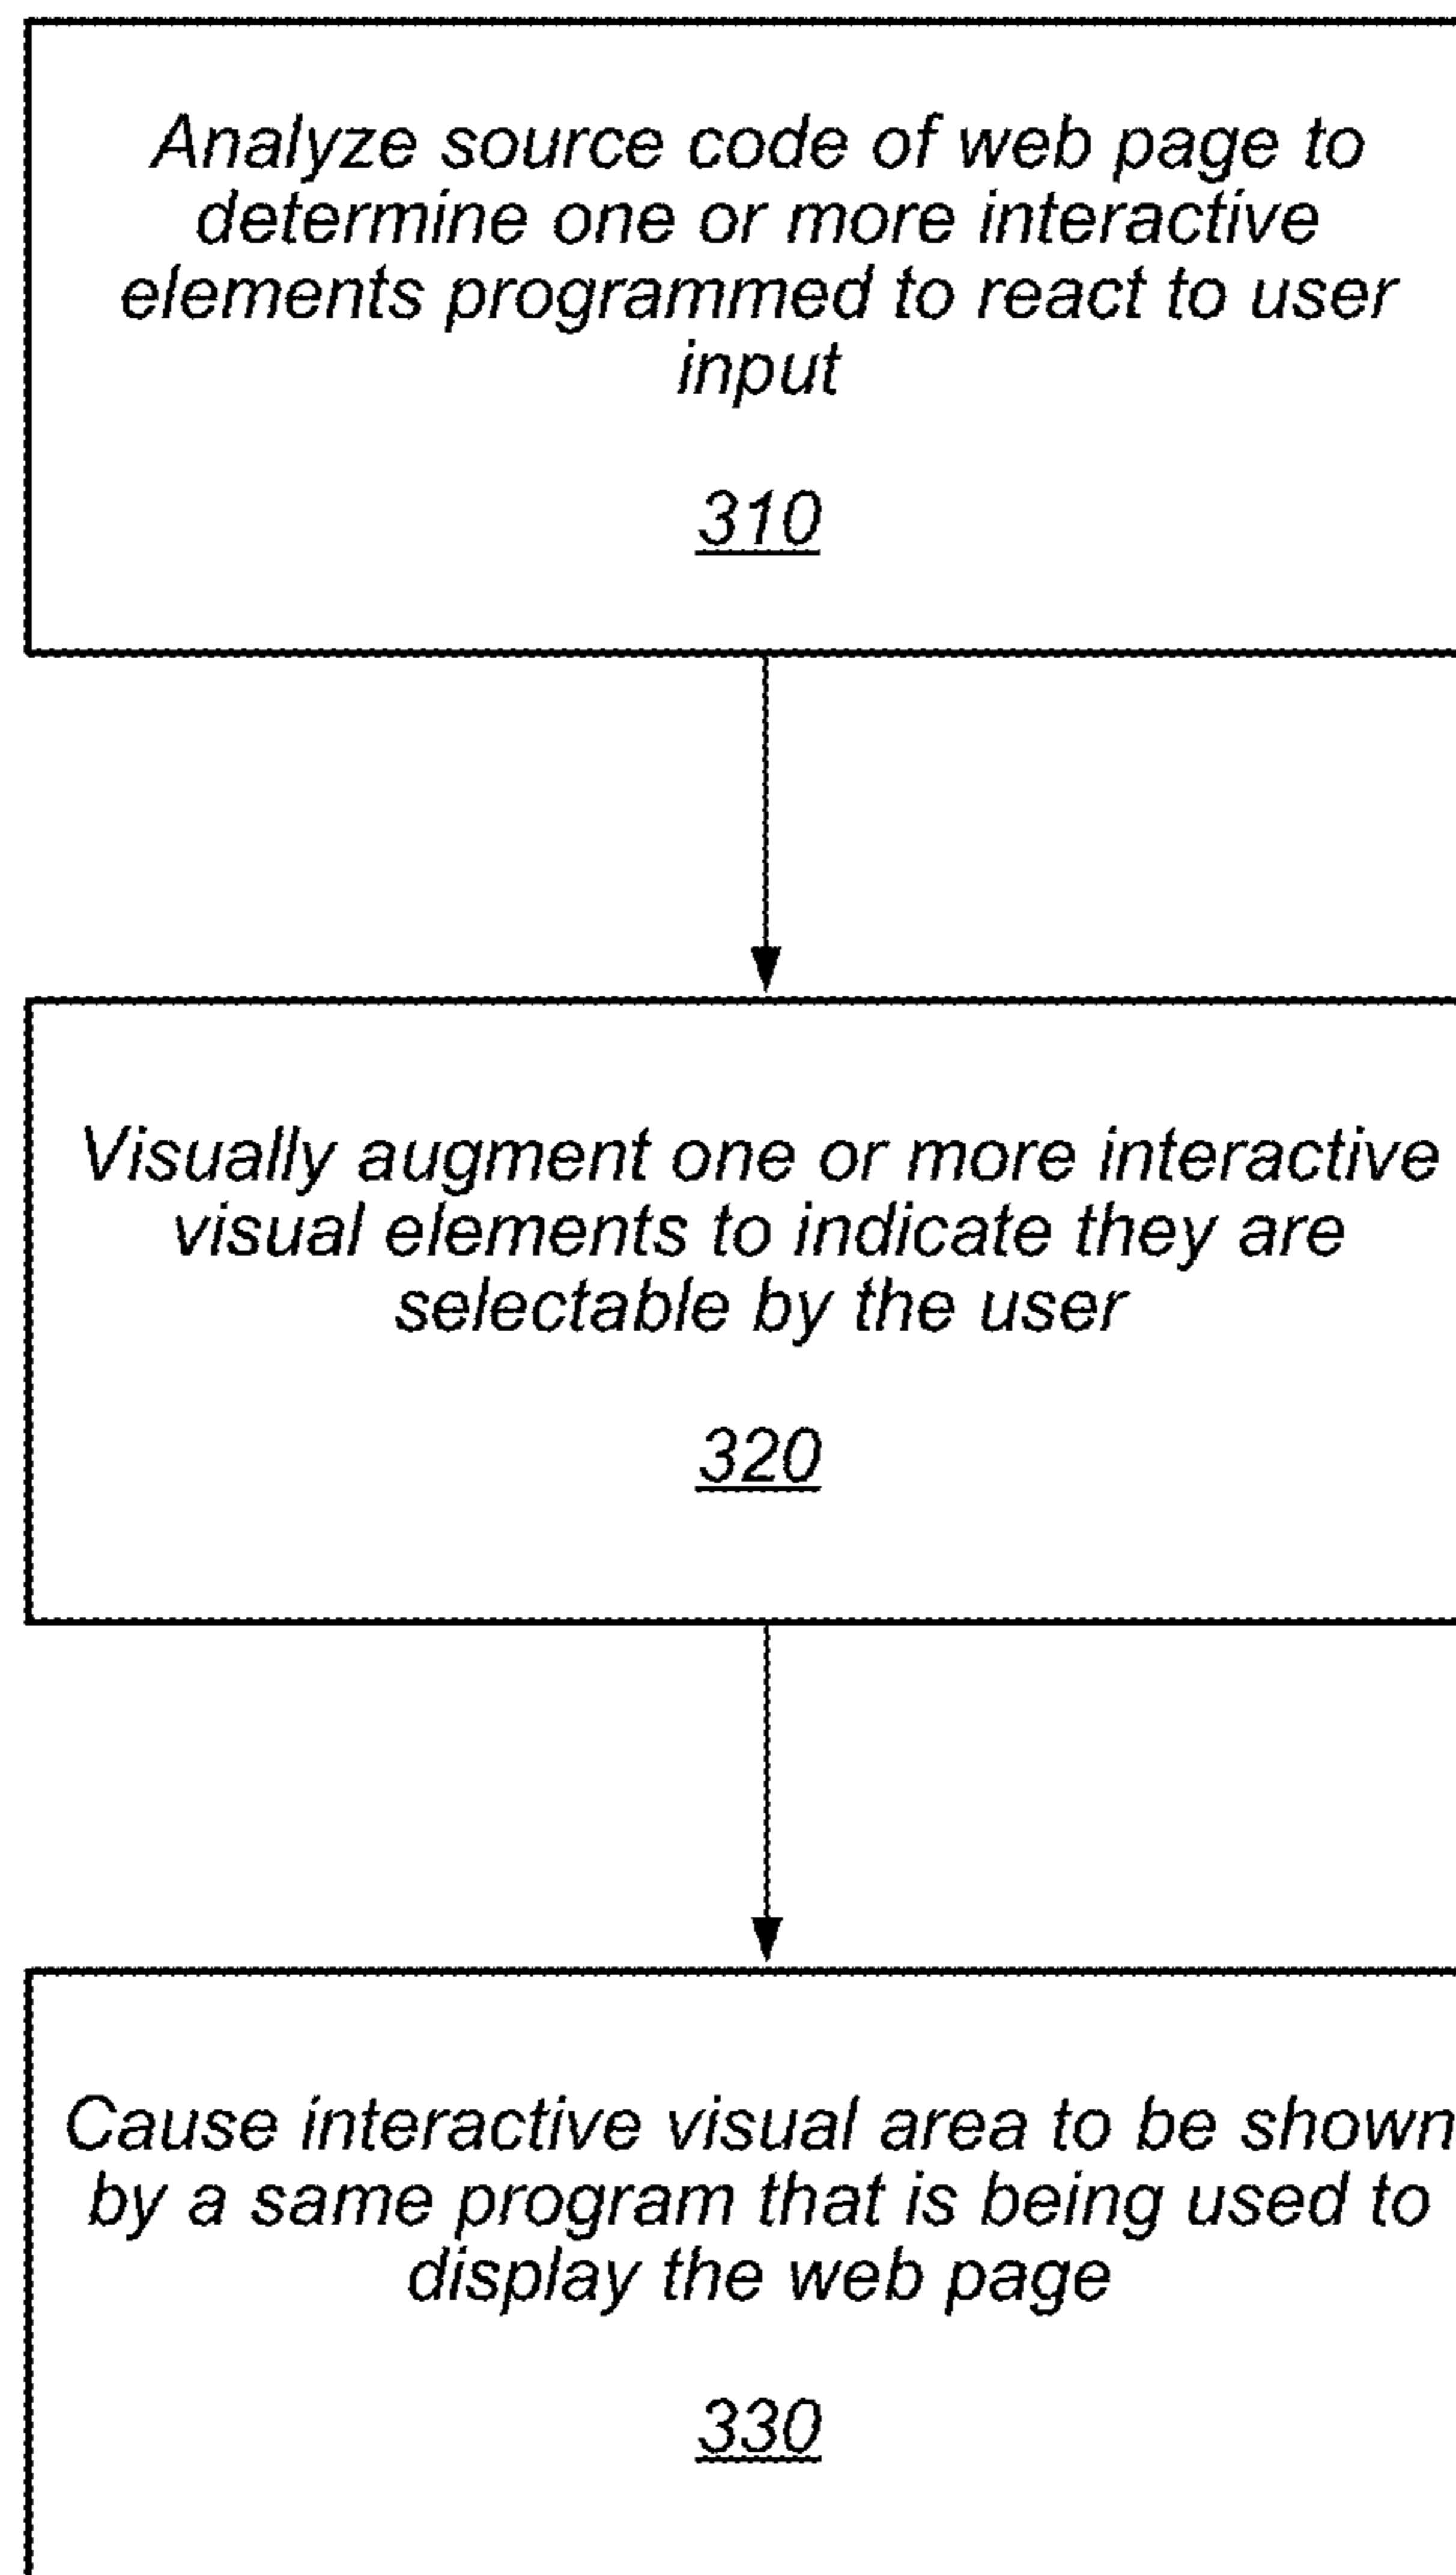 Analyze source code of web page to
determine one or more interactive
elements programmed to react to user
input
310
Visually augment one or more interactive
visual elements to indicate they are
selectable by the user
320
Cause interactive visual area to be shown
by a same program that is being used to
display the web page
330